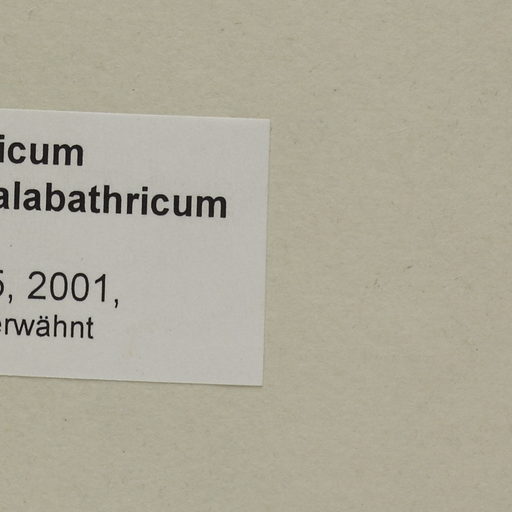 icum
alabathricum
5, 2001,
erwähnt